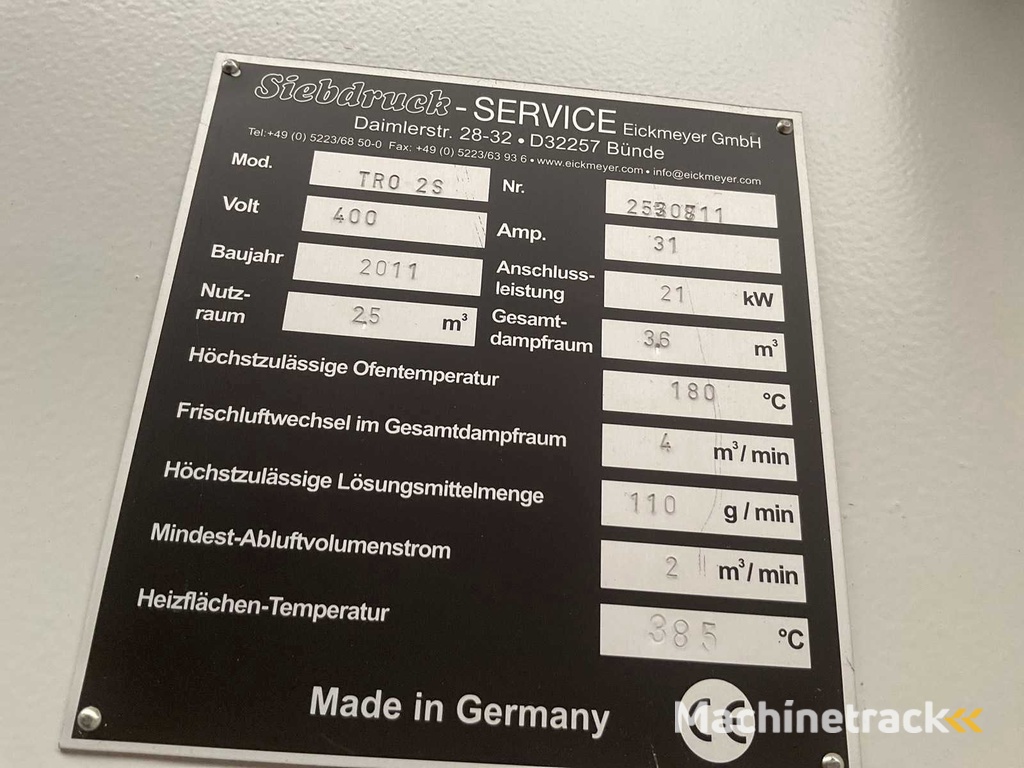 Siebdruck - SERVICE Eickmeyer GmbH
Daimlerstr. 28-32 • D32257 Bünde
Tel:+49 (0) 5223/68 50-0 Fax: +49 (0) 5223/63 93 6 • www.eickmeyer.com • info@eickmeyer.com
Mod. TRO 2S Nr.
Volt 400 Amp. 31
Baujahr 2011 Anschluss-
leistung 21 kW
Nutz-
raum 2.5 m³ Gesamt-
dampfraum 3.6 m³
Höchstzulässige Ofentemperatur 180 °C
Frischluftwechsel im Gesamtdampfraum 4 m³/ min
Höchstzulässige Lösungsmittelmenge 110 g / min
Mindest-Abluftvolumenstrom 2 m³/ min
Heizflächen-Temperatur 385 °C
Made in Germany CE
Machinetrack